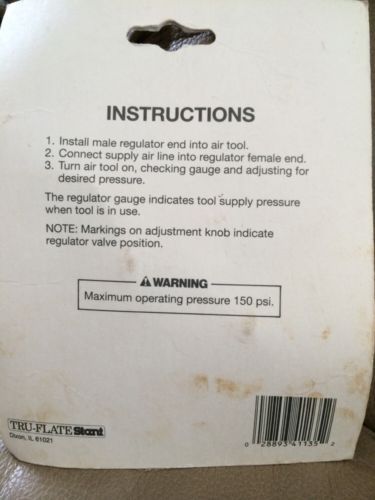 INSTRUCTIONS
1. Install male regulator end into air tool.
2. Connect supply air line into regulator female end.
3. Turn air tool on, checking gauge and adjusting for
desired pressure.
The regulator gauge indicates tool supply pressure
when tool is in use.
NOTE: Markings on adjustment knob indicate
regulator valve position.
WARNING
Maximum operating pressure 150 psi.
TRU-FLATE Stant
Dixon, IL 61021
0 28893 41135 2